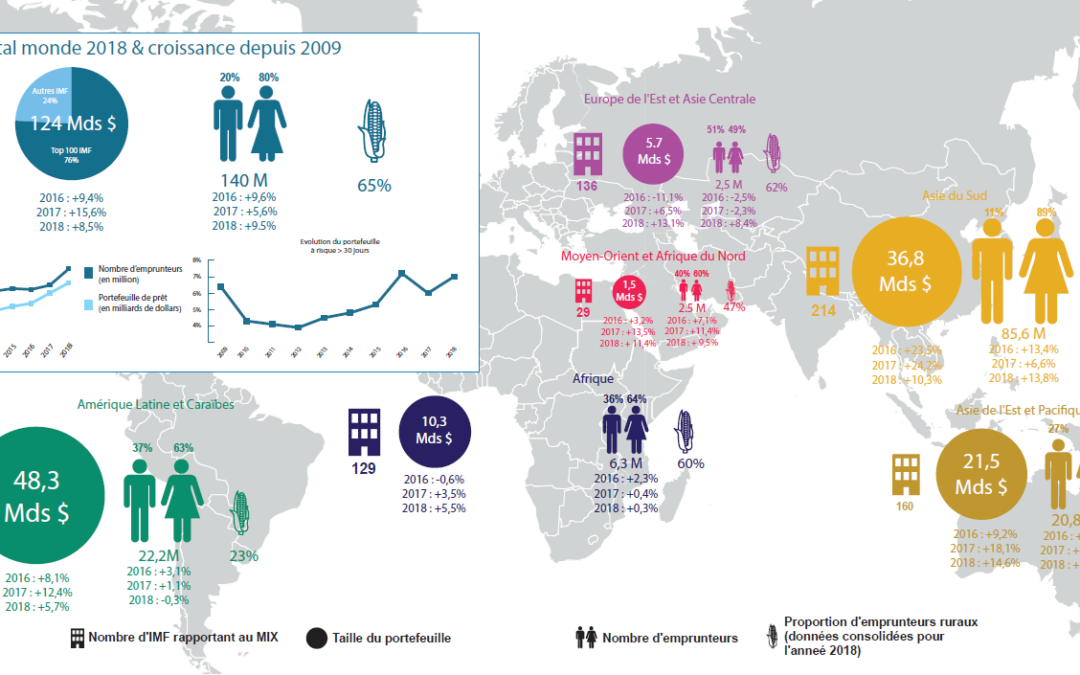 tal monde 2018 & croissance depuis 2009
Autres IMF
24%
124 Mds $
Top 100 IMF
76%
2016 : +9,4%
2017 : +15,6%
2018 : +8,5%
20% 80%
140 M
2016 : +9,6%
2017 : +5,6%
2018 : +9.5%
65%
2015
2016
2017
2018
Nombre d'emprunteurs
(en million)
Portefeuille de prêt
(en milliards de dollars)
Evolution du portefeuille
à risque > 30 Jours
8%
7%
6%
5%
4%
2009
2010
2011
2012
2013
2014
2015
2016
2017
2018
Europe de l'Est et Asie Centrale
136
5.7
Mds $
2016 : -11,1%
2017 : +6,5%
2018 : +13.1%
51% 49%
2,5 M
2016 : -2,5%
2017 : -2,3%
2018 : +8,4%
62%
Moyen-Orient et Afrique du Nord
29
1,5
Mds $
2016 : +3,2%
2017 : +13,5%
2018 : + 11,4%
40% 60%
2.5 M
2016 : +7,1%
2017 : +11,4%
2018 : + 9,5%
47%
Asie du Sud
214
36,8
Mds $
2016 : +23,5%
2017 : +24,2%
2018 : +10,3%
11% 89%
85,6 M
2016 : +13,4%
2017 : +6,6%
2018 : +13,8%
Amérique Latine et Caraïbes
48,3
Mds $
2016 : +8,1%
2017 : +12,4%
2018 : +5,7%
37% 63%
22,2M
2016 : +3,1%
2017 : +1,1%
2018 : -0,3%
23%
Afrique
129
10,3
Mds $
2016 : -0,6%
2017 : +3,5%
2018 : +5,5%
36% 64%
6,3 M
2016 : +2,3%
2017 : +0,4%
2018 : +0,3%
60%
Asie de l'Est et Pacifiqu
160
21,5
Mds $
2016 : +9,2%
2017 : +18,1%
2018 : +14,6%
27%
20,8
2016 : +
2017 : +
2018 : +
Nombre d'IMF rapportant au MIX
Taille du portefeuille
Nombre d'emprunteurs
Proportion d'emprunteurs ruraux
(données consolidées pour
l'anneé 2018)